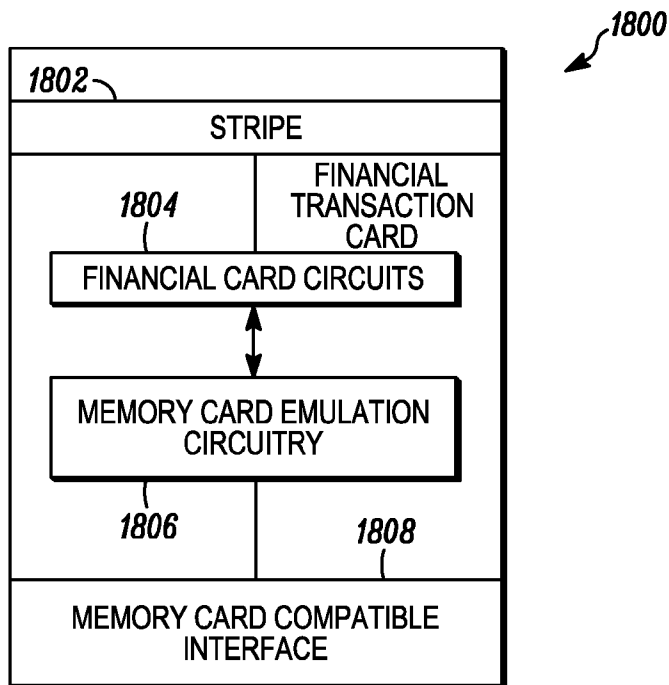 1800
1802
STRIPE
FINANCIAL
TRANSACTION
CARD
1804
FINANCIAL CARD CIRCUITS
MEMORY CARD EMULATION
CIRCUITRY
1806
1808
MEMORY CARD COMPATIBLE
INTERFACE